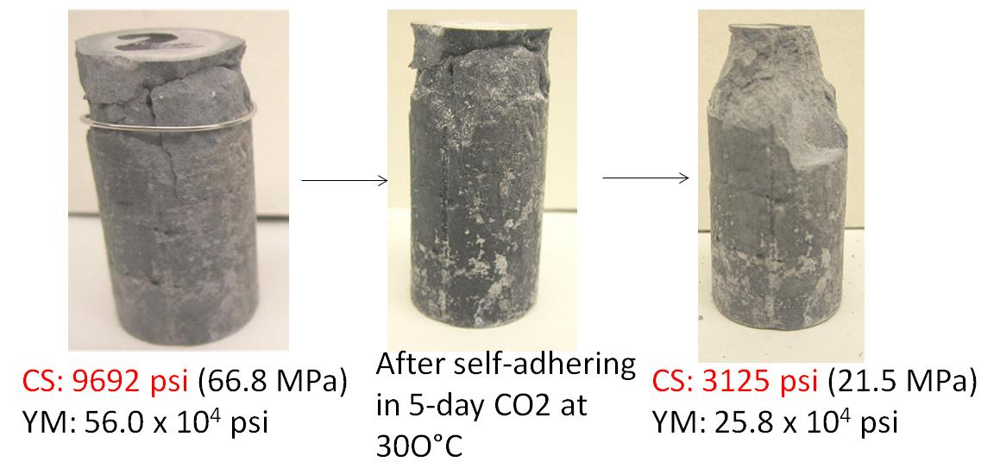 CS: 9692 psi (66.8 MPa)
YM: 56.0 x 10⁴ psi
After self-adhering
in 5-day CO2 at
30O°C
CS: 3125 psi (21.5 MPa)
YM: 25.8 x 10⁴ psi